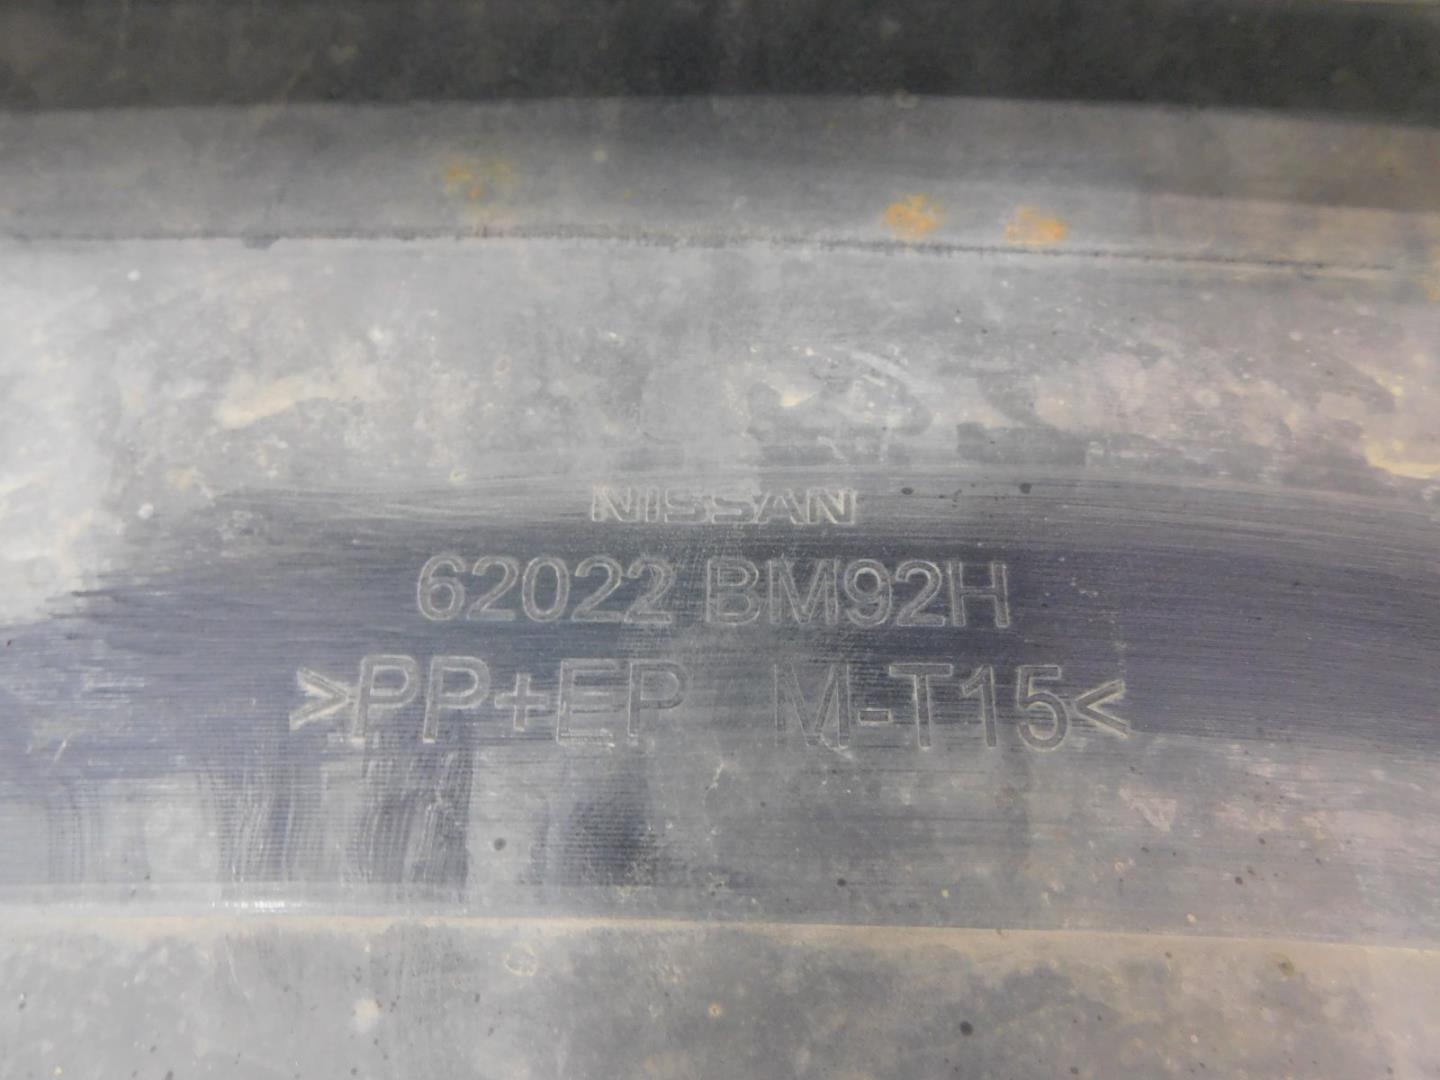 NISSAN
62022 BM92H
>PP+EP M-T15<